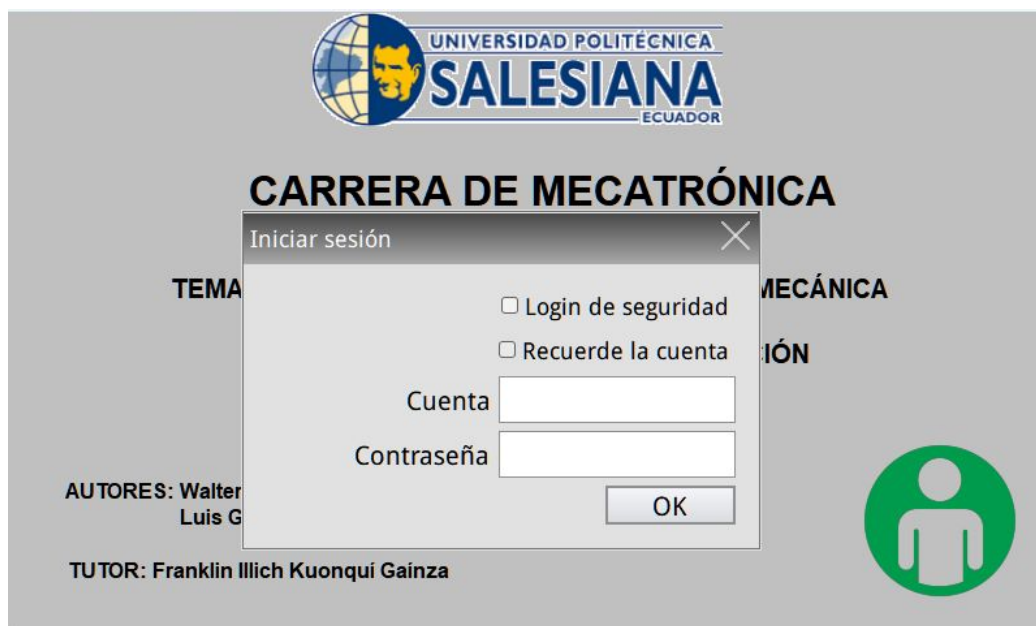 UNIVERSIDAD POLITÉCNICA
SALESIANA
ECUADOR
CARRERA DE MECATRÓNICA
Iniciar sesión
TEMA
MECÁNICA
Login de seguridad
Recuerde la cuenta
IÓN
Cuenta
Contraseña
AUTORES: Walter
OK
Luis G
TUTOR: Franklin Illich Kuonquí Gaínza